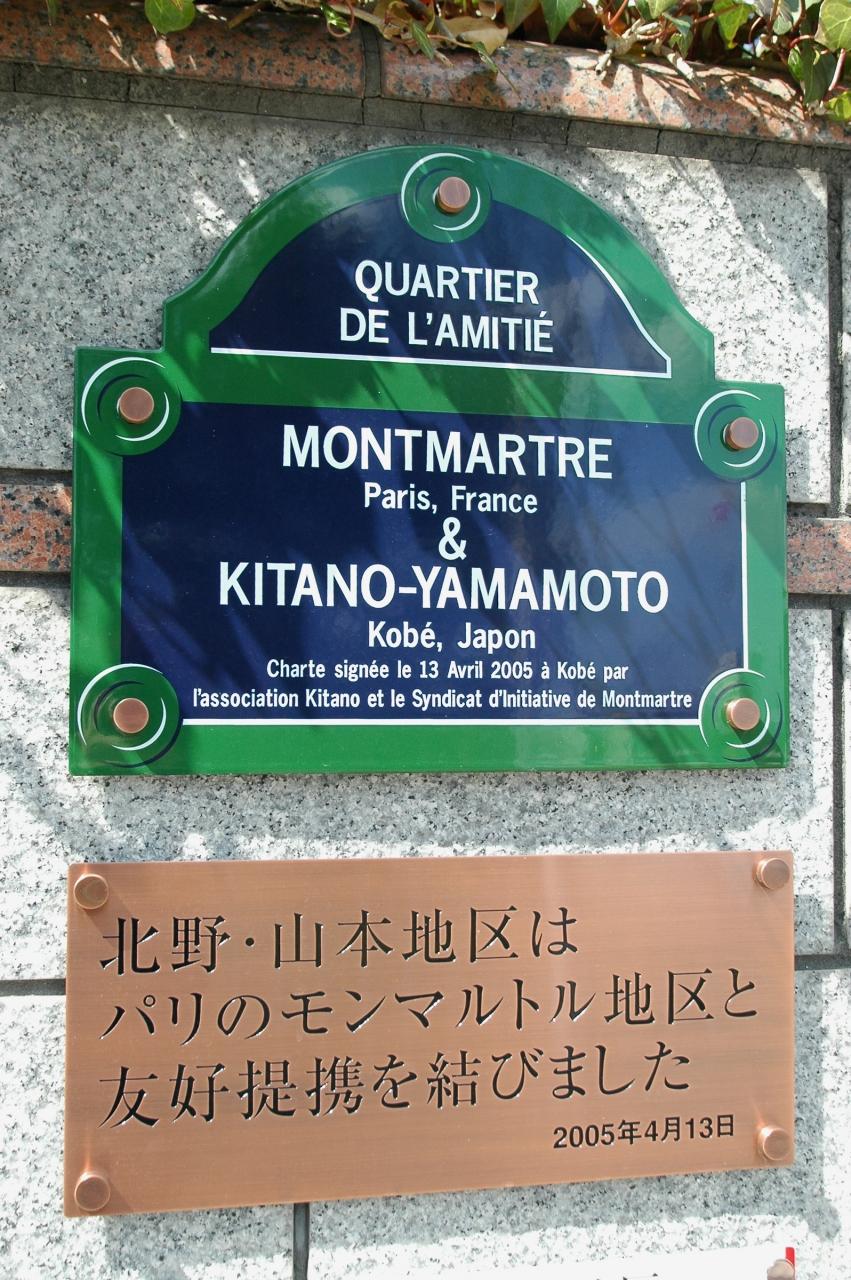 QUARTIER
DE L'AMITIÉ
MONTMARTRE
Paris, France
&
KITANO-YAMAMOTO
Kobé, Japon
Charte signée le 13 Avril 2005 à Kobé par
l'association Kitano et le Syndicat d'Initiative de Montmartre
北野・山本地区は
パリのモンマルトル地区と
友好提携を結びました
2005年4月13日